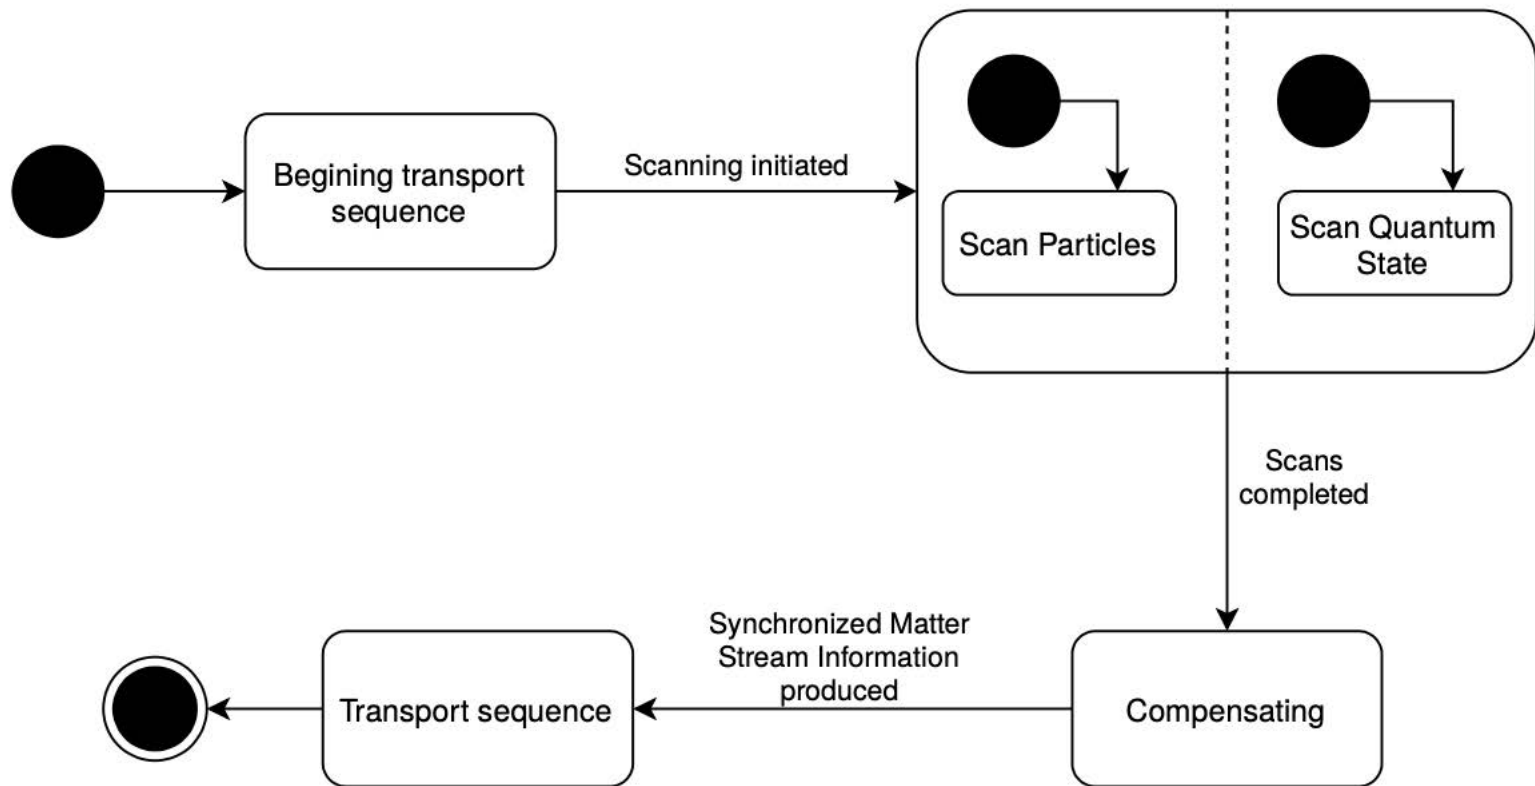 Begining transport
sequence
Scanning initiated
Scan Particles
Scan Quantum
State
Scans
completed
Synchronized Matter
Stream Information
produced
Transport sequence
Compensating